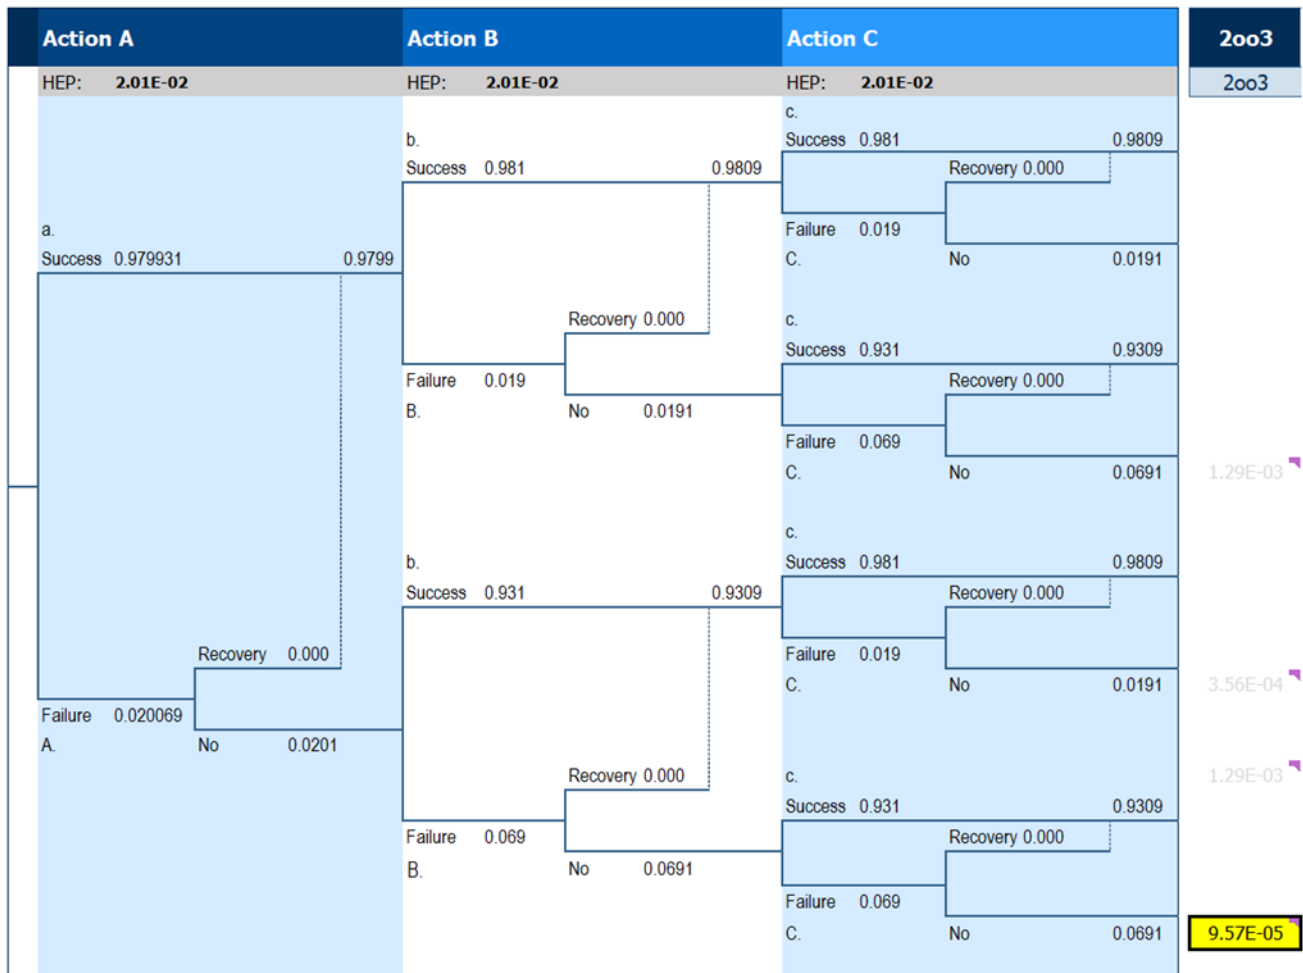 Action A Action B Action C 2oo3
HEP: 2.01E-02 HEP: 2.01E-02 HEP: 2.01E-02 2oo3
c.
b. Success 0.981 0.9809
Success 0.981 0.9809 Recovery 0.000
a. Failure 0.019
Success 0.979931 0.9799 C. No 0.0191
Recovery 0.000 c.
Success 0.931 0.9309
Failure 0.019 Recovery 0.000
B. No 0.0191
Failure 0.069
C. No 0.0691 1.29E-03
c.
b. Success 0.981 0.9809
Success 0.931 0.9309 Recovery 0.000
Recovery 0.000 Failure 0.019
C. No 0.0191 3.56E-04
Failure 0.020069
A. No 0.0201
Recovery 0.000 c. 1.29E-03
Success 0.931 0.9309
Failure 0.069 Recovery 0.000
B. No 0.0691
Failure 0.069
C. No 0.0691 9.57E-05